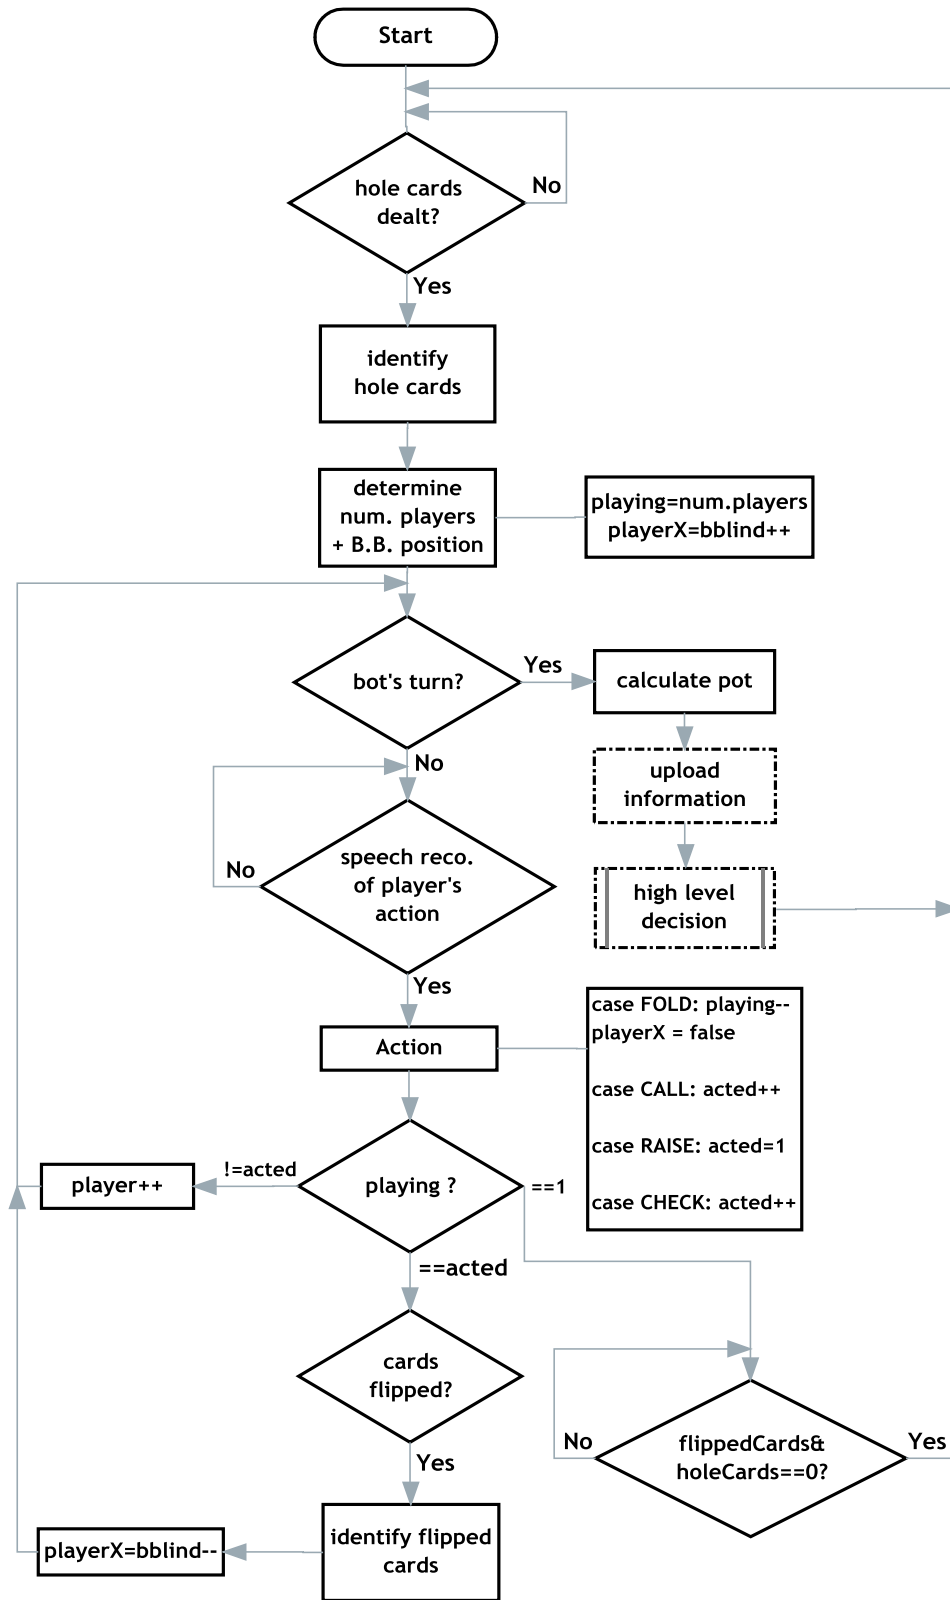 Start
hole cards
dealt?
No
Yes
identify
hole cards
determine
num. players
+ B.B. position
playing=num.players
playerX=bblind++
bot's turn?
Yes
calculate pot
No
upload
information
speech reco.
of player's
action
No
high level
decision
Yes
Action
case FOLD: playing--
playerX = false
case CALL: acted++
case RAISE: acted=1
case CHECK: acted++
playing ?
!=acted
player++
==1
==acted
cards
flipped?
Yes
flippedCards&
holeCards==0?
No
Yes
identify flipped
cards
playerX=bblind--